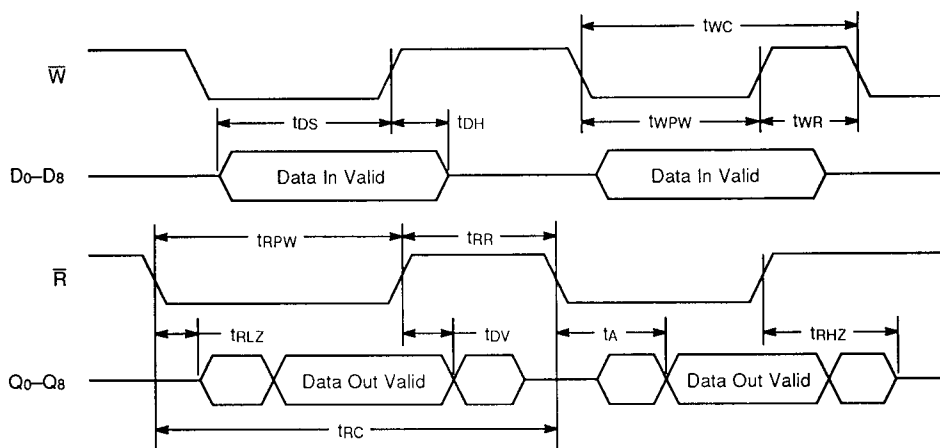 tWC
W̅
tDS
tDH
tWPW
tWR
D0–D8
Data In Valid
Data In Valid
tRPW
tRR
R̅
tRLZ
tDV
tA
tRHZ
Q0–Q8
Data Out Valid
Data Out Valid
tRC